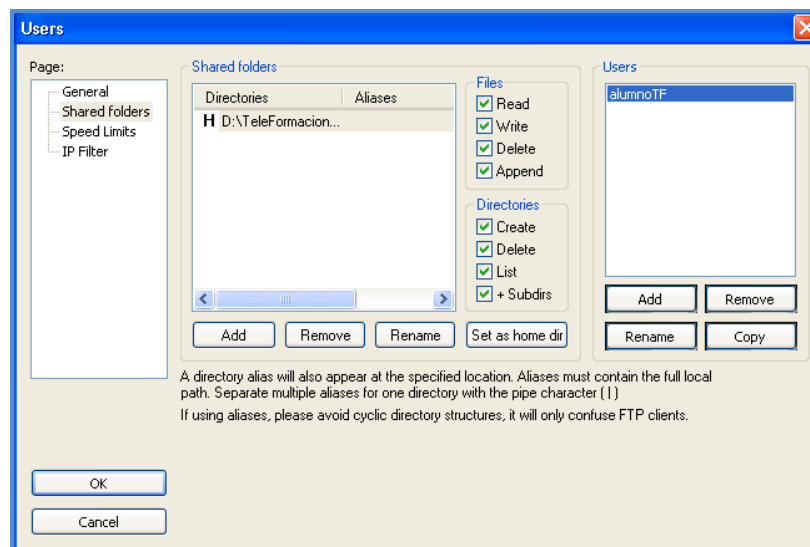 Users
Page:
General
Shared folders
Speed Limits
IP Filter
Shared folders
Directories Aliases
H D:\TeleFormacion...
Files
Read
Write
Delete
Append
Directories
Create
Delete
List
+ Subdirs
Add Remove Rename Set as home dir
Users
alumnoTF
Add Remove
Rename Copy
A directory alias will also appear at the specified location. Aliases must contain the full local
path. Separate multiple aliases for one directory with the pipe character ( | )
If using aliases, please avoid cyclic directory structures, it will only confuse FTP clients.
OK
Cancel